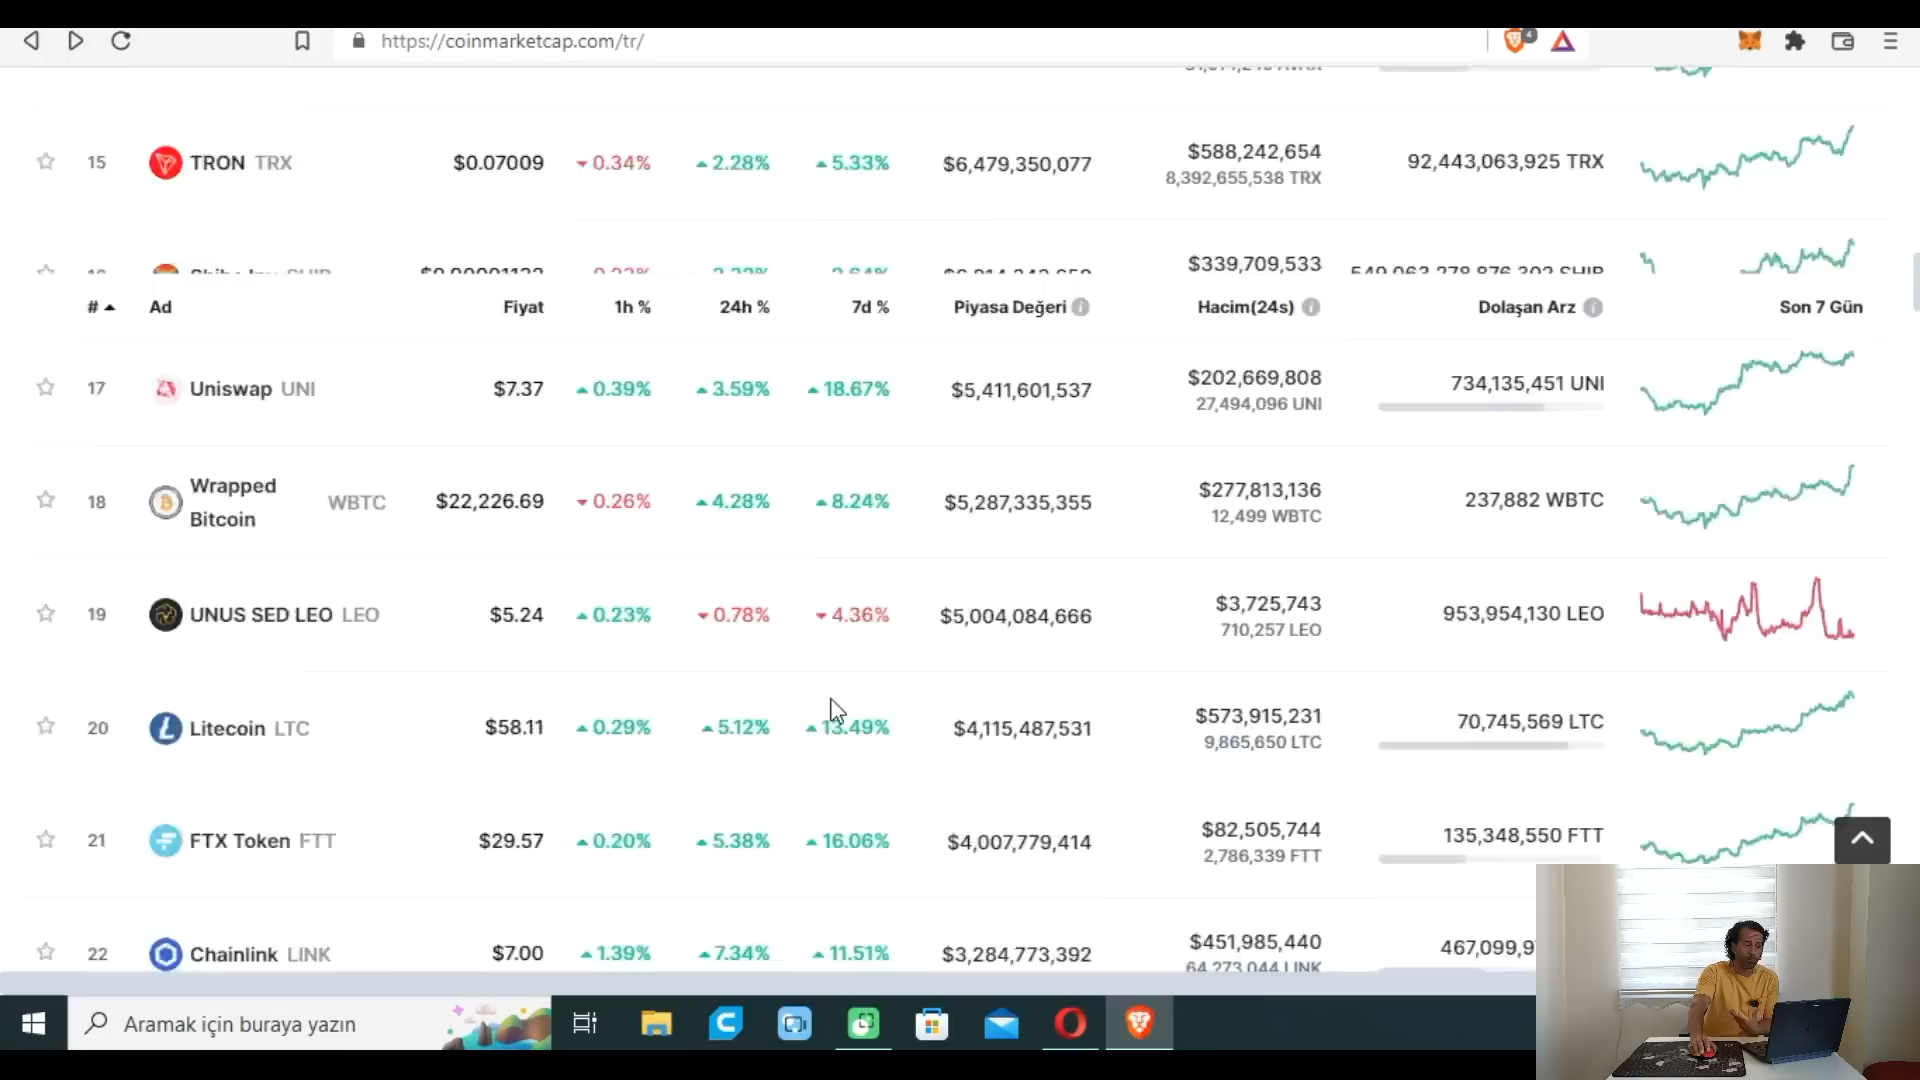 4
https://coinmarketcap.com/tr/
15 TRON TRX $0.07009 0.34% 2.28% 5.33% $6,479,350,077 $588,242,654 92,443,063,925 TRX
8,392,655,538 TRX
$339,709,533
# Ad Fiyat 1h % 24h % 7d % Piyasa Değeri Hacim(24s) Dolaşan Arz Son 7 Gün
17 Uniswap UNI $7.37 0.39% 3.59% 18.67% $5,411,601,537 $202,669,808 734,135,451 UNI
27,494,096 UNI
18 Wrapped Bitcoin WBTC $22,226.69 0.26% 4.28% 8.24% $5,287,335,355 $277,813,136 237,882 WBTC
12,499 WBTC
19 UNUS SED LEO LEO $5.24 0.23% 0.78% 4.36% $5,004,084,666 $3,725,743 953,954,130 LEO
710,257 LEO
20 Litecoin LTC $58.11 0.29% 5.12% 13.49% $4,115,487,531 $573,915,231 70,745,569 LTC
9,865,650 LTC
21 FTX Token FTT $29.57 0.20% 5.38% 16.06% $4,007,779,414 $82,505,744 135,348,550 FTT
2,786,339 FTT
22 Chainlink LINK $7.00 1.39% 7.34% 11.51% $3,284,773,392 $451,985,440 467,099,9
64,273,044 LINK
Aramak için buraya yazın